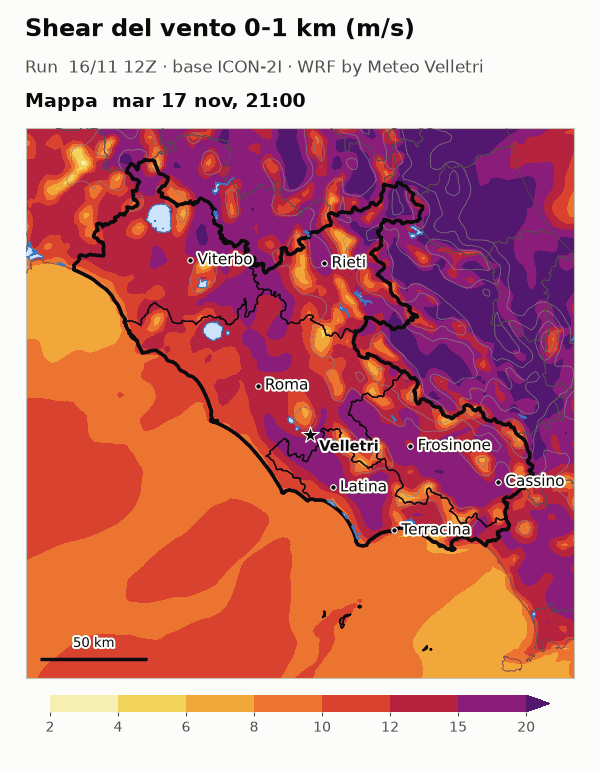 Shear del vento 0-1 km (m/s)
Run  16/11 12Z · base ICON-2I · WRF by Meteo Velletri
Mappa  mar 17 nov, 21:00
Viterbo
Rieti
Roma
Velletri
Frosinone
Latina
Cassino
Terracina
50 km
2 4 6 8 10 12 15 20